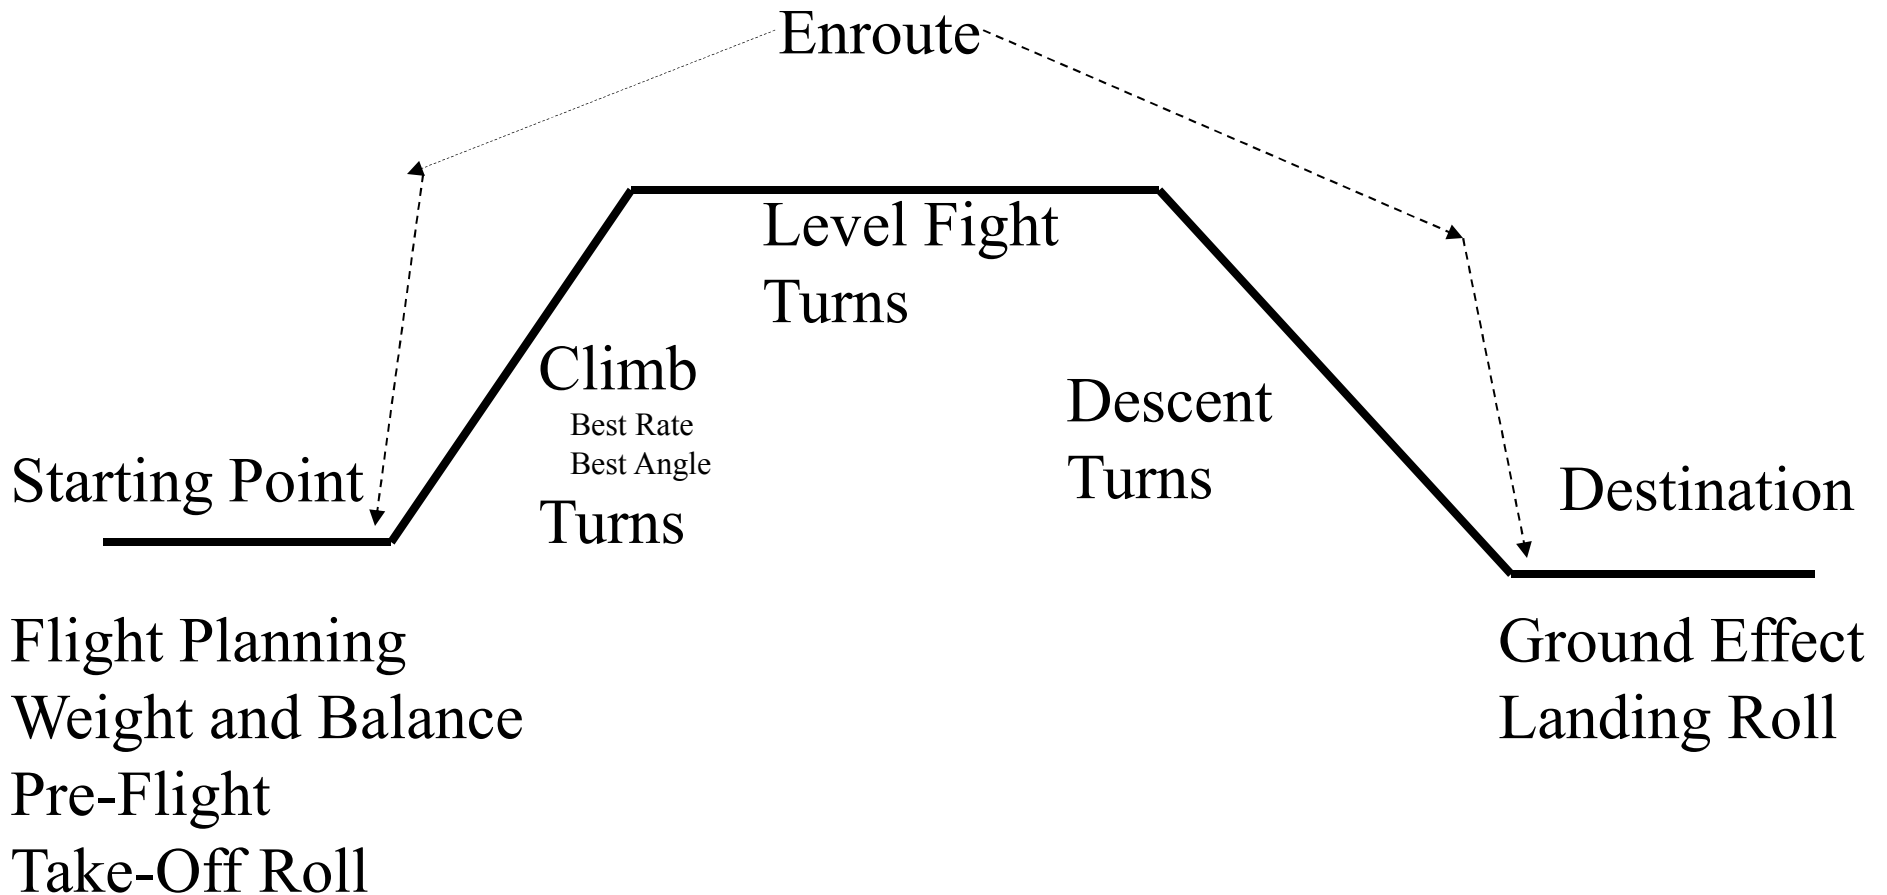 Enroute
Level Fight
Turns
Climb
Best Rate
Best Angle
Turns
Descent
Turns
Starting Point
Destination
Flight Planning
Weight and Balance
Pre-Flight
Take-Off Roll
Ground Effect
Landing Roll